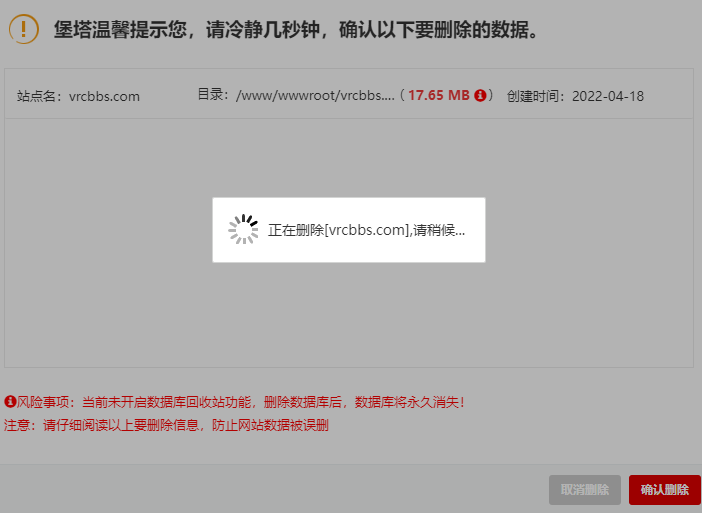 堡塔温馨提示您，请冷静几秒钟，确认以下要删除的数据。
站点名：vrcbbs.com 目录：/www/wwwroot/vrcbbs.... ( 17.65 MB ) 创建时间：2022-04-18
正在删除[vrcbbs.com],请稍候...
风险事项：当前未开启数据库回收站功能，删除数据库后，数据库将永久消失！
注意：请仔细阅读以上要删除信息，防止网站数据被误删
取消删除 确认删除